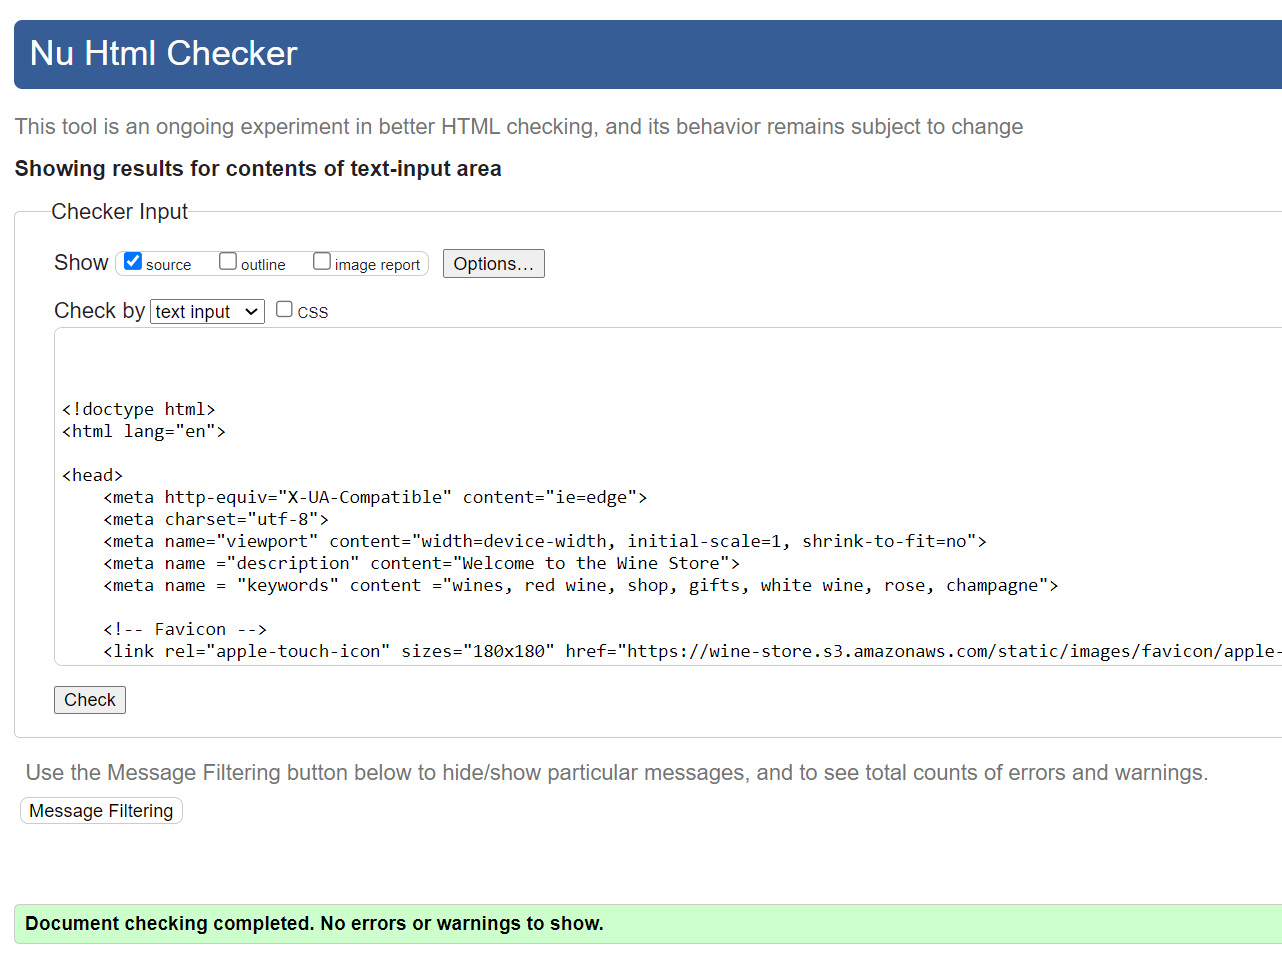 Nu Html Checker
This tool is an ongoing experiment in better HTML checking, and its behavior remains subject to change
Showing results for contents of text-input area
Checker Input
Show source outline image report Options...
Check by text input CSS
<!doctype html>
<html lang="en">
<head>
<meta http-equiv="X-UA-Compatible" content="ie=edge">
<meta charset="utf-8">
<meta name="viewport" content="width=device-width, initial-scale=1, shrink-to-fit=no">
<meta name ="description" content="Welcome to the Wine Store">
<meta name = "keywords" content ="wines, red wine, shop, gifts, white wine, rose, champagne">
<!-- Favicon -->
<link rel="apple-touch-icon" sizes="180x180" href="https://wine-store.s3.amazonaws.com/static/images/favicon/apple-
Check
Use the Message Filtering button below to hide/show particular messages, and to see total counts of errors and warnings.
Message Filtering
Document checking completed. No errors or warnings to show.